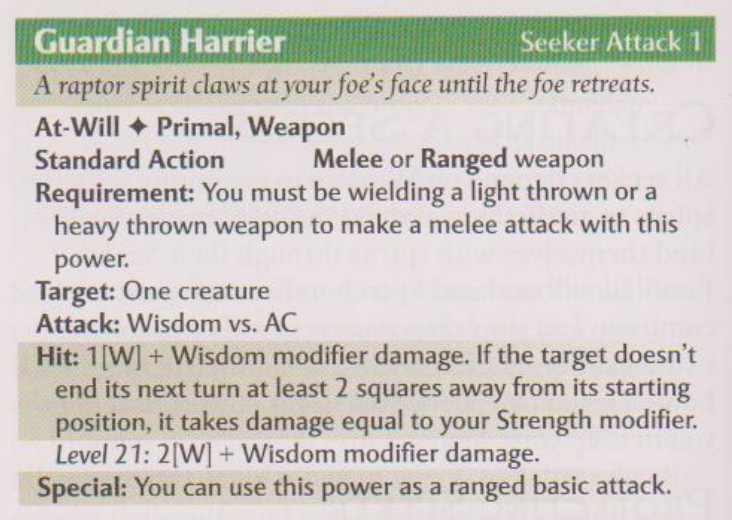 Guardian Harrier Seeker Attack 1
A raptor spirit claws at your foe's face until the foe retreats.
At-Will ✦ Primal, Weapon
Standard Action Melee or Ranged weapon
Requirement: You must be wielding a light thrown or a
heavy thrown weapon to make a melee attack with this
power.
Target: One creature
Attack: Wisdom vs. AC
Hit: 1[W] + Wisdom modifier damage. If the target doesn't
end its next turn at least 2 squares away from its starting
position, it takes damage equal to your Strength modifier.
Level 21: 2[W] + Wisdom modifier damage.
Special: You can use this power as a ranged basic attack.